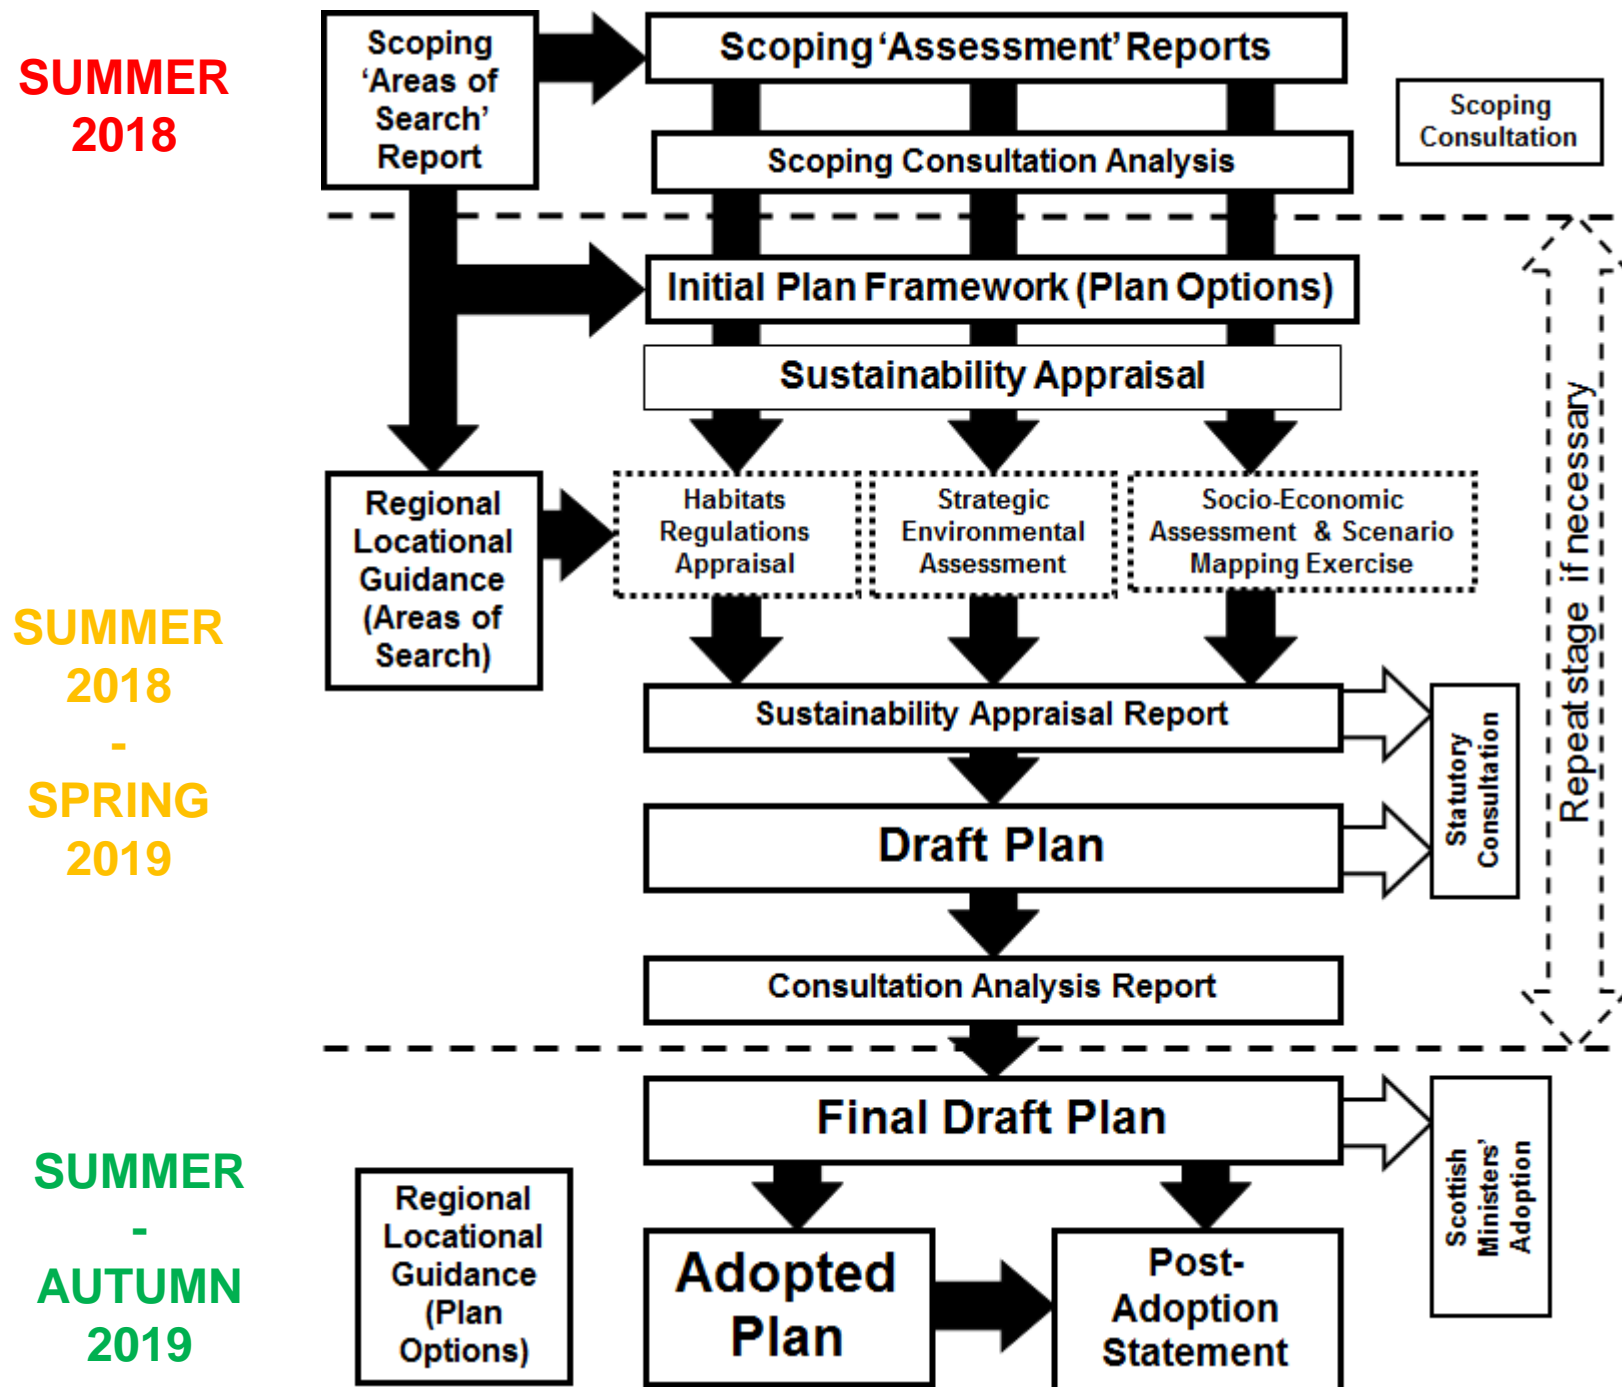 SUMMER
2018
Scoping
‘Areas of
Search’
Report
Scoping ‘Assessment’ Reports
Scoping Consultation Analysis
Scoping
Consultation
Initial Plan Framework (Plan Options)
Sustainability Appraisal
SUMMER
2018
-
SPRING
2019
Regional
Locational
Guidance
(Areas of
Search)
Habitats
Regulations
Appraisal
Strategic
Environmental
Assessment
Socio-Economic
Assessment & Scenario
Mapping Exercise
Sustainability Appraisal Report
Draft Plan
Statutory
Consultation
Repeat stage if necessary
Consultation Analysis Report
SUMMER
-
AUTUMN
2019
Final Draft Plan
Scottish
Ministers’
Adoption
Regional
Locational
Guidance
(Plan
Options)
Adopted
Plan
Post-
Adoption
Statement